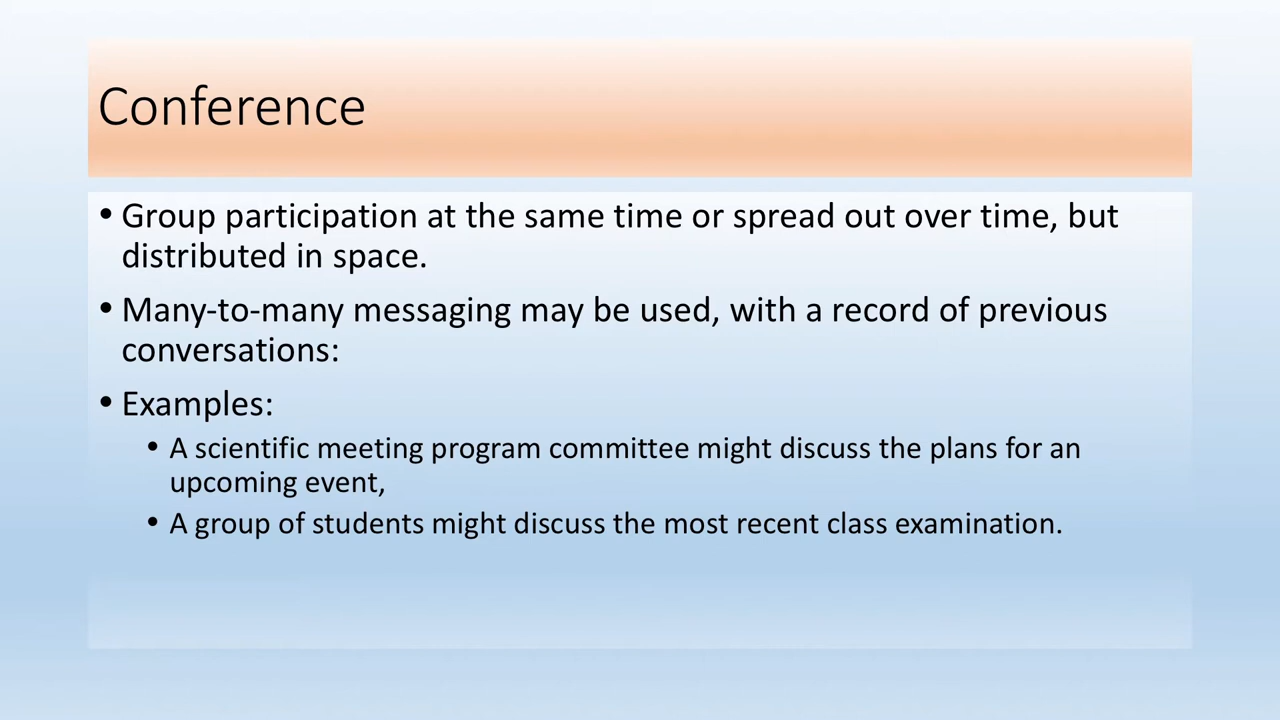 Conference
• Group participation at the same time or spread out over time, but
distributed in space.
• Many-to-many messaging may be used, with a record of previous
conversations:
• Examples:
• A scientific meeting program committee might discuss the plans for an
upcoming event,
• A group of students might discuss the most recent class examination.